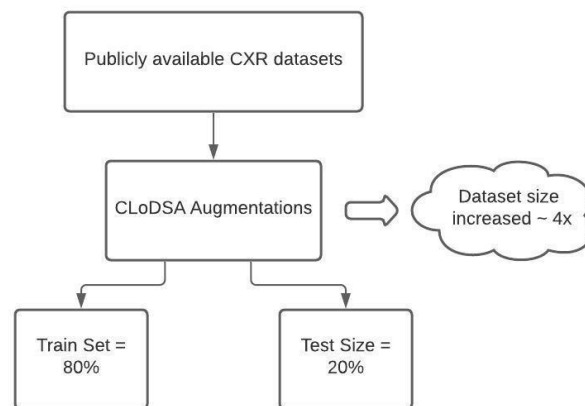 Publicly available CXR datasets
CLoDSA Augmentations
Dataset size
increased ~ 4x
Train Set =
80%
Test Size =
20%